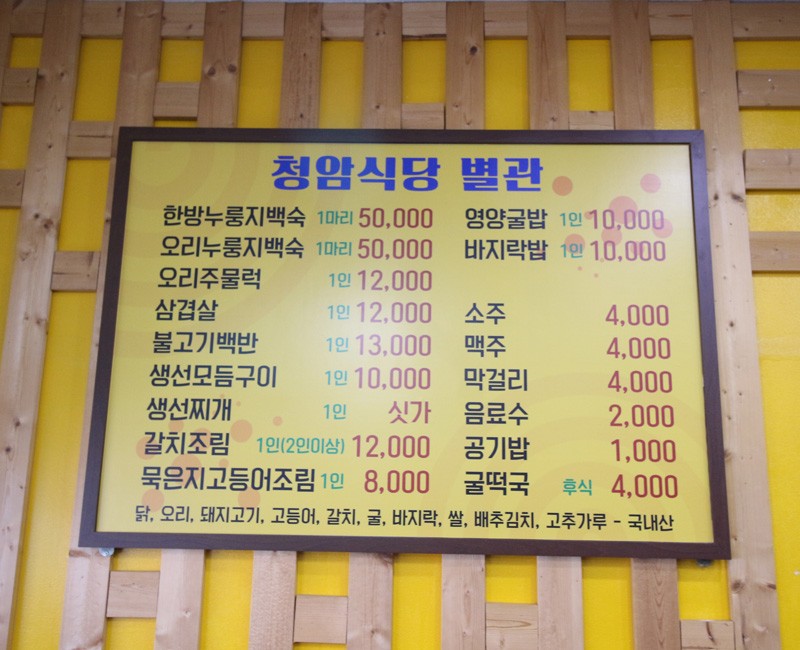 청암식당 별관
한방누룽지백숙 1마리 50,000
오리누룽지백숙 1마리 50,000
오리주물럭 1인 12,000
삼겹살 1인 12,000
불고기백반 1인 13,000
생선모듬구이 1인 10,000
생선찌개 1인 싯가
갈치조림 1인(2인이상) 12,000
묵은지고등어조림 1인 8,000
영양굴밥 1인 10,000
바지락밥 1인 10,000
소주 4,000
맥주 4,000
막걸리 4,000
음료수 2,000
공기밥 1,000
굴떡국 후식 4,000
닭, 오리, 돼지고기, 고등어, 갈치, 굴, 바지락, 쌀, 배추김치, 고추가루 - 국내산